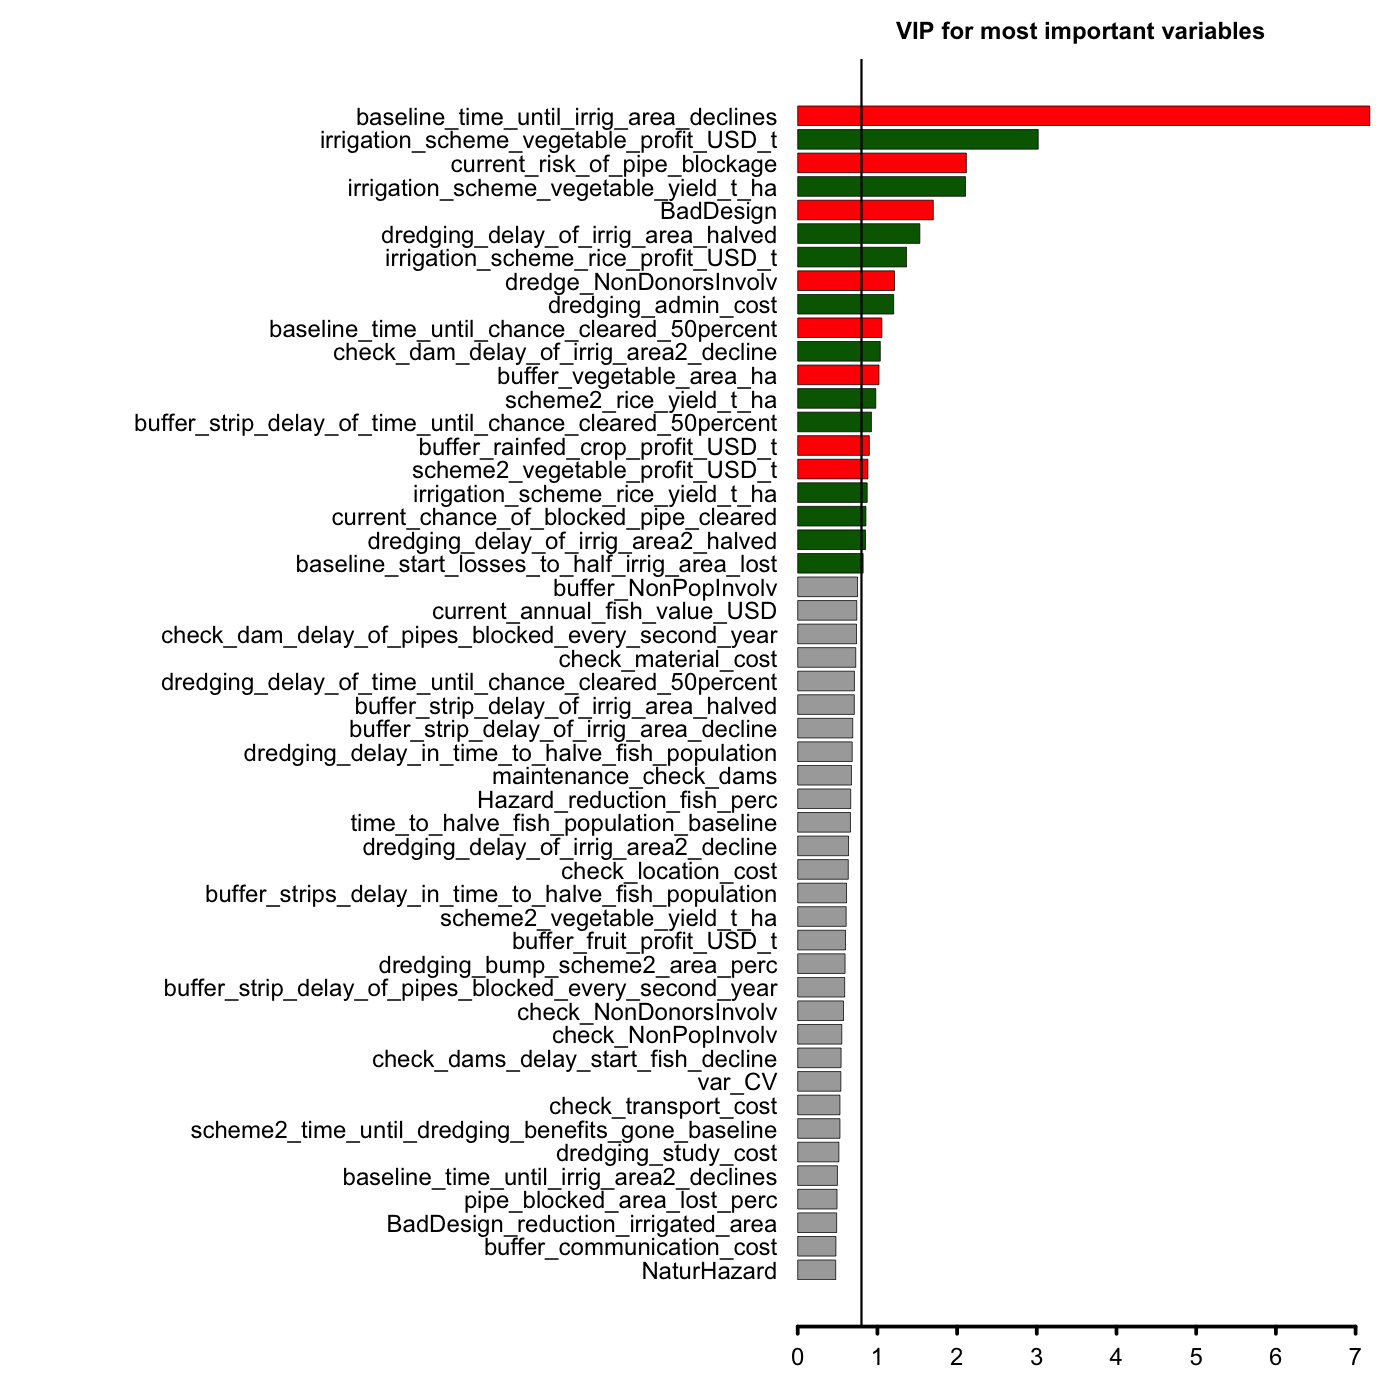 VIP for most important variables
baseline_time_until_irrig_area_declines
irrigation_scheme_vegetable_profit_USD_t
current_risk_of_pipe_blockage
irrigation_scheme_vegetable_yield_t_ha
BadDesign
dredging_delay_of_irrig_area_halved
irrigation_scheme_rice_profit_USD_t
dredge_NonDonorsInvolv
dredging_admin_cost
baseline_time_until_chance_cleared_50percent
check_dam_delay_of_irrig_area2_decline
buffer_vegetable_area_ha
scheme2_rice_yield_t_ha
buffer_strip_delay_of_time_until_chance_cleared_50percent
buffer_rainfed_crop_profit_USD_t
scheme2_vegetable_profit_USD_t
irrigation_scheme_rice_yield_t_ha
current_chance_of_blocked_pipe_cleared
dredging_delay_of_irrig_area2_halved
baseline_start_losses_to_half_irrig_area_lost
buffer_NonPopInvolv
current_annual_fish_value_USD
check_dam_delay_of_pipes_blocked_every_second_year
check_material_cost
dredging_delay_of_time_until_chance_cleared_50percent
buffer_strip_delay_of_irrig_area_halved
buffer_strip_delay_of_irrig_area_decline
dredging_delay_in_time_to_halve_fish_population
maintenance_check_dams
Hazard_reduction_fish_perc
time_to_halve_fish_population_baseline
dredging_delay_of_irrig_area2_decline
check_location_cost
buffer_strips_delay_in_time_to_halve_fish_population
scheme2_vegetable_yield_t_ha
buffer_fruit_profit_USD_t
dredging_bump_scheme2_area_perc
buffer_strip_delay_of_pipes_blocked_every_second_year
check_NonDonorsInvolv
check_NonPopInvolv
check_dams_delay_start_fish_decline
var_CV
check_transport_cost
scheme2_time_until_dredging_benefits_gone_baseline
dredging_study_cost
baseline_time_until_irrig_area2_declines
pipe_blocked_area_lost_perc
BadDesign_reduction_irrigated_area
buffer_communication_cost
NaturHazard
0 1 2 3 4 5 6 7